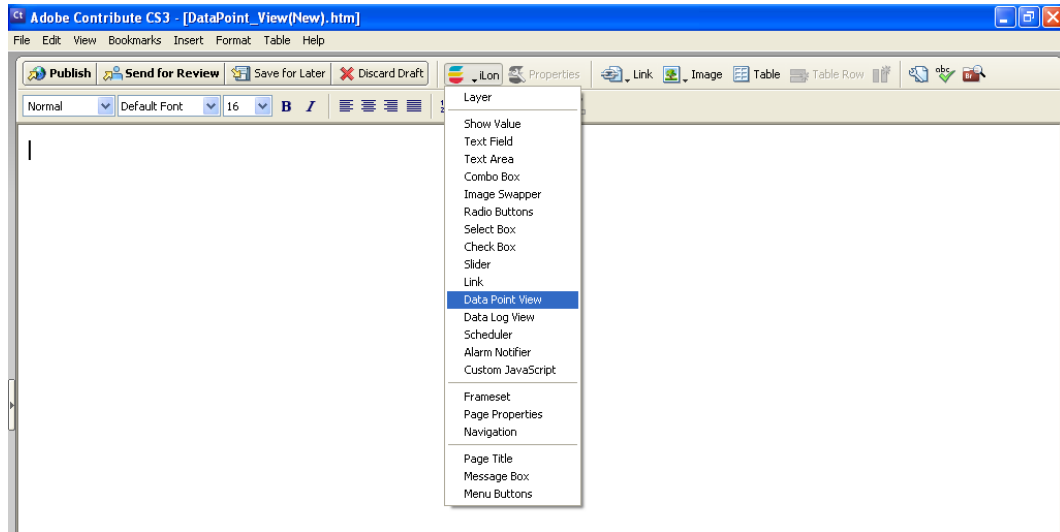 Ct Adobe Contribute CS3 - [DataPoint_View(New).htm]
File Edit View Bookmarks Insert Format Table Help
Publish Send for Review Save for Later Discard Draft iLon Properties Link Image Table Table Row abc
Normal Default Font 16 B I
Layer
Show Value
Text Field
Text Area
Combo Box
Image Swapper
Radio Buttons
Select Box
Check Box
Slider
Link
Data Point View
Data Log View
Scheduler
Alarm Notifier
Custom JavaScript
Frameset
Page Properties
Navigation
Page Title
Message Box
Menu Buttons